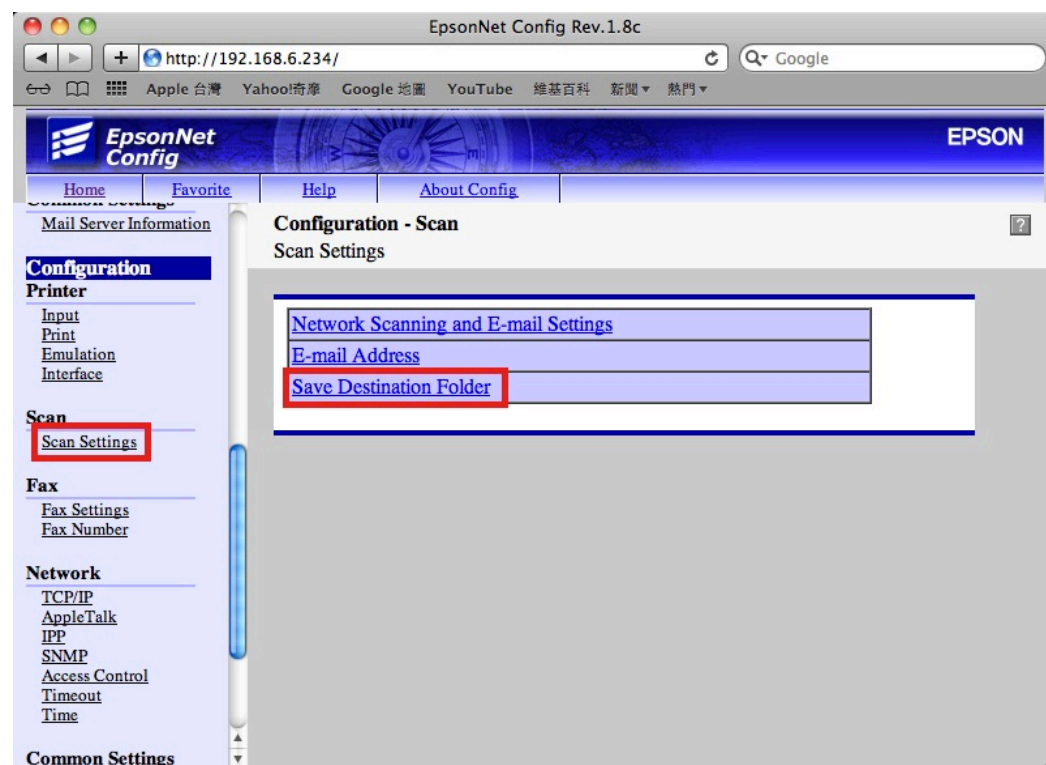 EpsonNet Config Rev.1.8c
http://192.168.6.234/
Google
Apple 台灣 Yahoo!奇摩 Google 地圖 YouTube 維基百科 新聞 熱門
EpsonNet
Config
EPSON
Home Favorite Help About Config
Common Settings
Mail Server Information
Configuration
Printer
Input
Print
Emulation
Interface
Scan
Scan Settings
Fax
Fax Settings
Fax Number
Network
TCP/IP
AppleTalk
IPP
SNMP
Access Control
Timeout
Time
Common Settings
Configuration - Scan
?
Scan Settings
Network Scanning and E-mail Settings
E-mail Address
Save Destination Folder